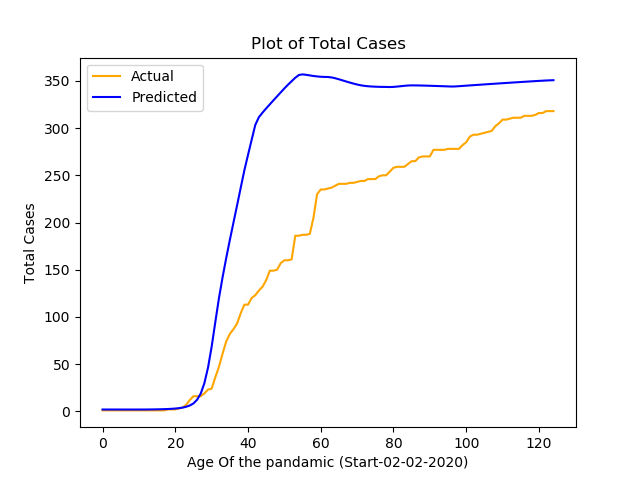 Plot of Total Cases
Actual
Predicted
350
300
250
200
150
100
50
0
Total Cases
0 20 40 60 80 100 120
Age Of the pandamic (Start-02-02-2020)